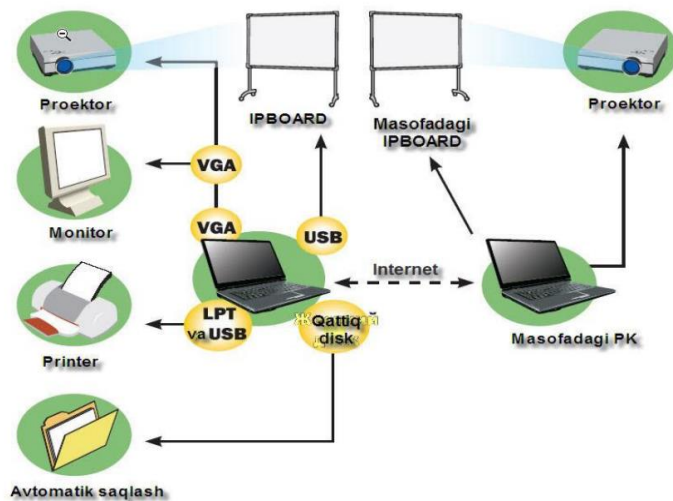 Proektor
IPBOARD
Masofadagi
IPBOARD
Proektor
VGA
Monitor
VGA
USB
Internet
LPT
va USB
Qattiq
disk
Printer
Masofadagi PK
Avtomatik saqlash